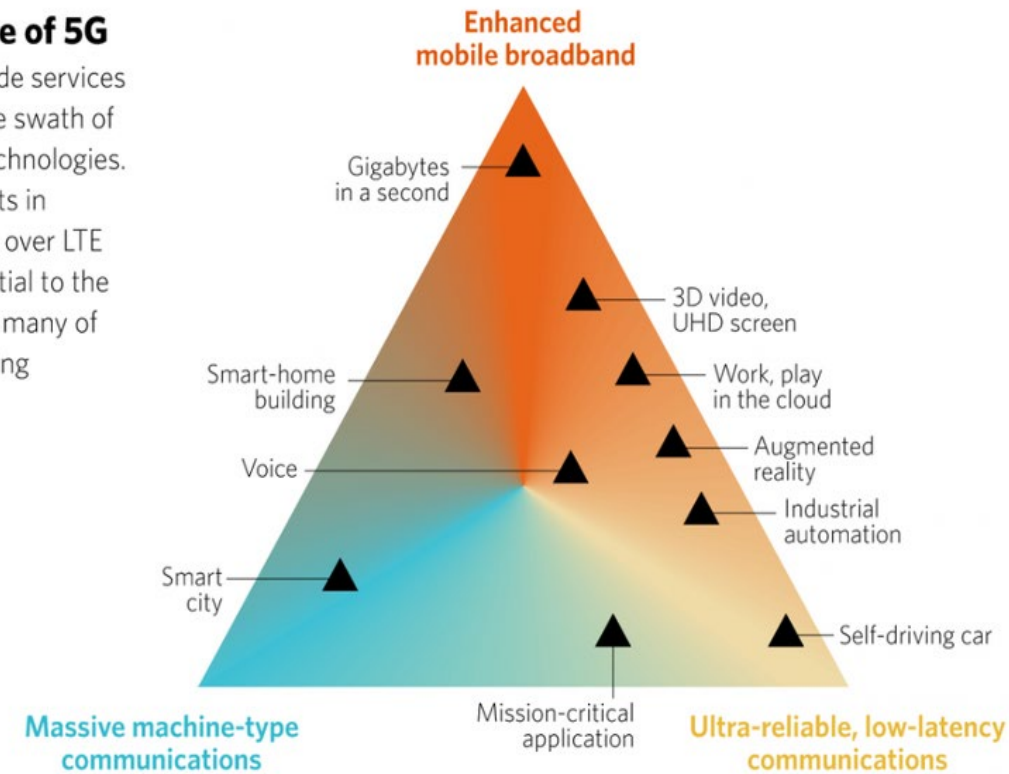 e of 5G
de services
e swath of
chnologies.
ts in
over LTE
tial to the
many of
ng
Enhanced
mobile broadband
Gigabytes
in a second
3D video,
UHD screen
Smart-home
building
Work, play
in the cloud
Augmented
reality
Voice
Industrial
automation
Smart
city
Self-driving car
Mission-critical
application
Massive machine-type
communications
Ultra-reliable, low-latency
communications